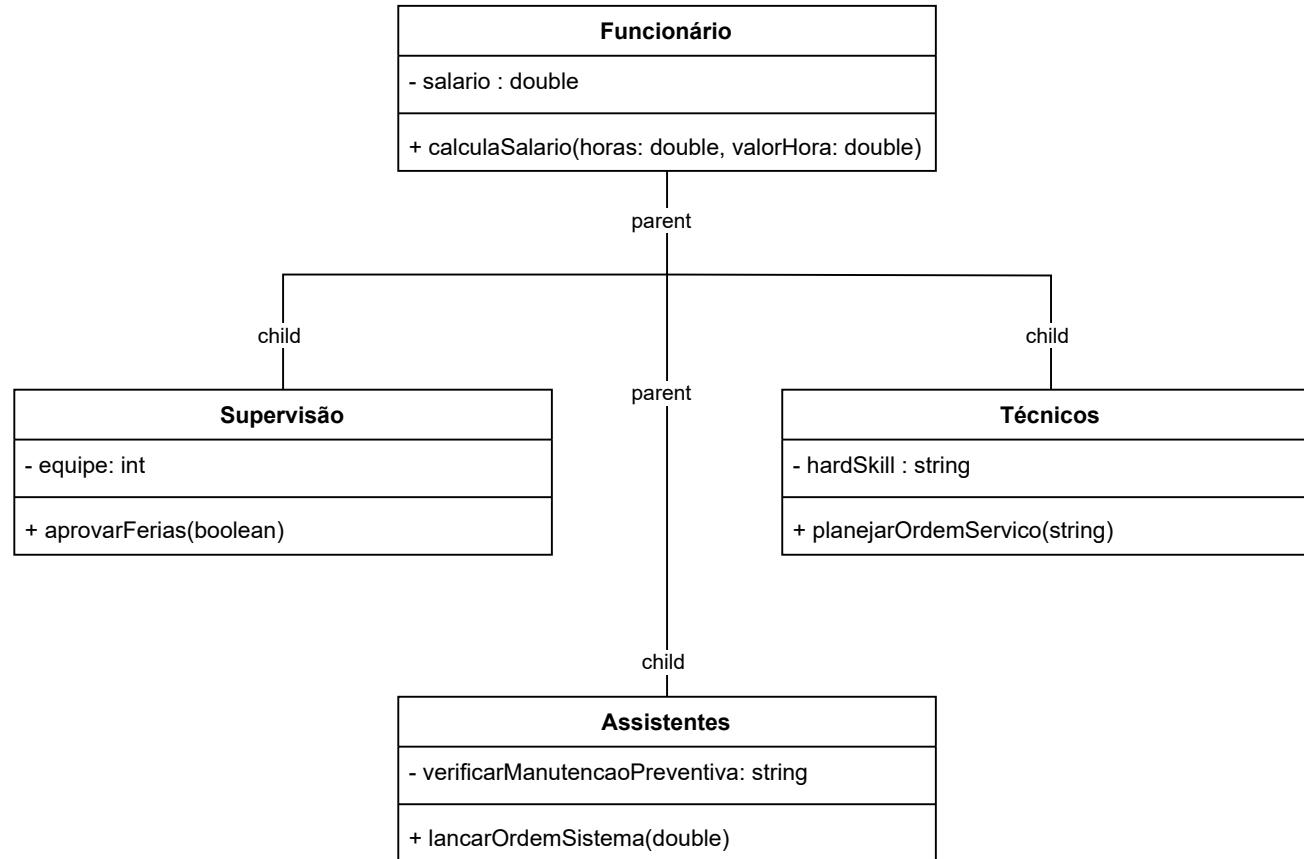 Funcionário
- salario : double
+ calculaSalario(horas: double, valorHora: double)
parent
child
child
parent
Supervisão
- equipe: int
+ aprovarFerias(boolean)
Técnicos
- hardSkill : string
+ planejarOrdemServico(string)
child
Assistentes
- verificarManutencaoPreventiva: string
+ lancarOrdemSistema(double)